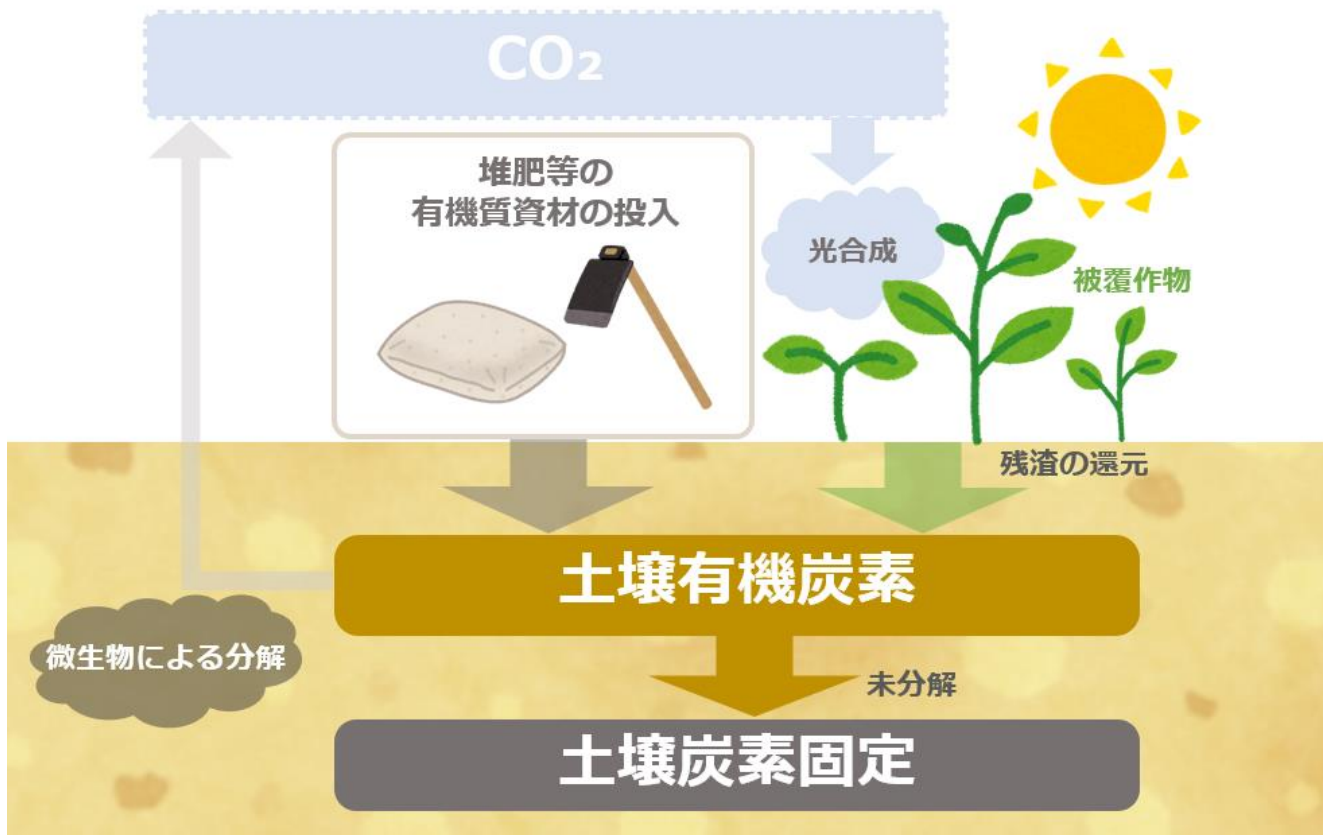 CO₂
堆肥等の
有機質資材の投入
光合成
被覆作物
残渣の還元
土壌有機炭素
微生物による分解
未分解
土壌炭素固定